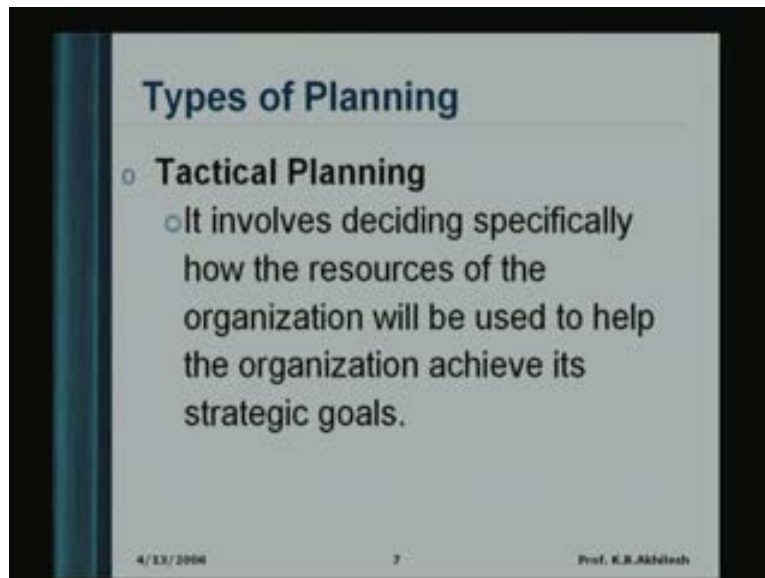 Types of Planning
o Tactical Planning
oIt involves deciding specifically
how the resources of the
organization will be used to help
the organization achieve its
strategic goals.
4/13/2006 7 Prof. K.B.Akhilesh